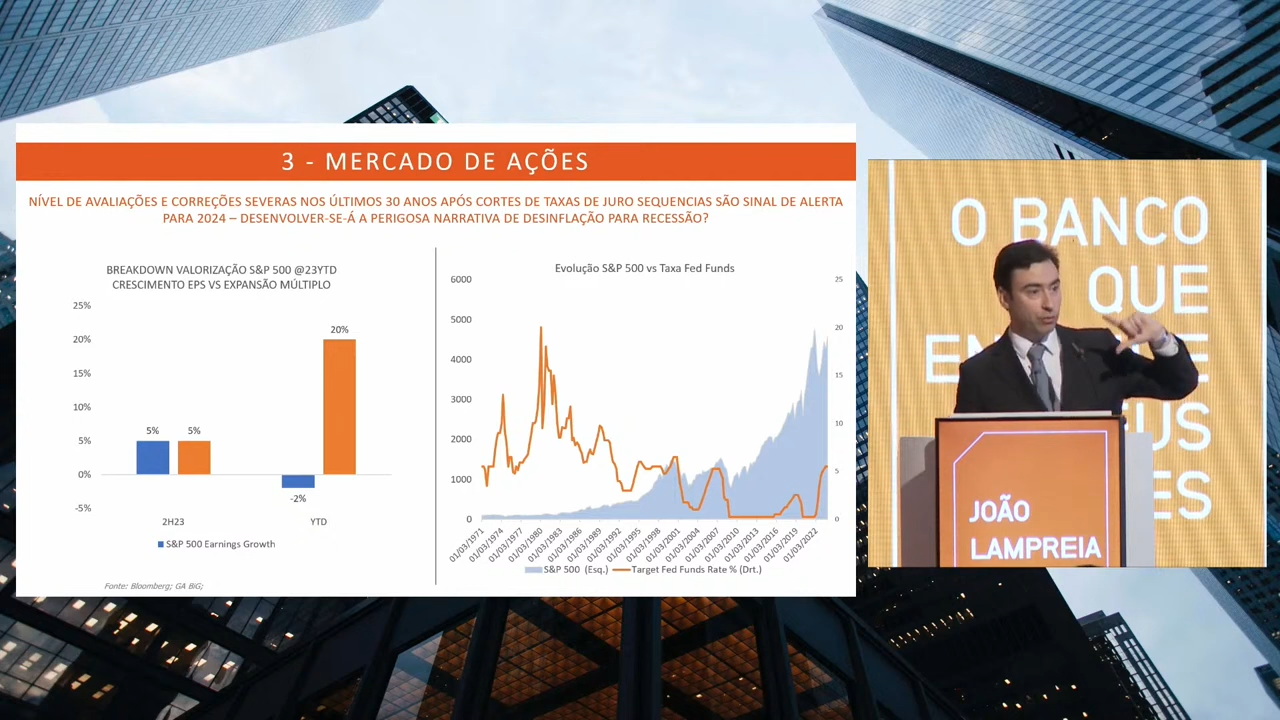 3 - MERCADO DE AÇÕES
NÍVEL DE AVALIAÇÕES E CORREÇÕES SEVERAS NOS ÚLTIMOS 30 ANOS APÓS CORTES DE TAXAS DE JURO SEQUENCIAS SÃO SINAL DE ALERTA
PARA 2024 – DESENVOLVER-SE-Á A PERIGOSA NARRATIVA DE DESINFLAÇÃO PARA RECESSÃO?
BREAKDOWN VALORIZAÇÃO S&P 500 @23YTD
CRESCIMENTO EPS VS EXPANSÃO MÚLTIPLO
25%
20%
15%
10%
5%
0%
-5%
5%
5%
-2%
20%
2H23
YTD
S&P 500 Earnings Growth
Fonte: Bloomberg; GA BiG;
Evolução S&P 500 vs Taxa Fed Funds
6000
5000
4000
3000
2000
1000
0
25
20
15
10
5
0
01/03/1971
01/03/1974
01/03/1977
01/03/1980
01/03/1983
01/03/1986
01/03/1989
01/03/1992
01/03/1995
01/03/1998
01/03/2001
01/03/2004
01/03/2007
01/03/2010
01/03/2013
01/03/2016
01/03/2019
01/03/2022
S&P 500 (Esq.)
Target Fed Funds Rate % (Drt.)
O BANCO
QUE
JOÃO
LAMPREIA